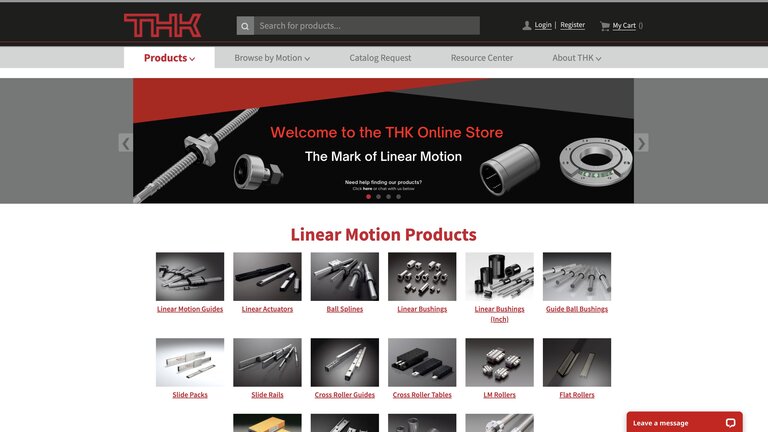 THK
Search for products...
Login | Register
My Cart ()
Products
Browse by Motion
Catalog Request
Resource Center
About THK
Welcome to the THK Online Store
The Mark of Linear Motion
Need help finding our products?
Click here or chat with us below
Linear Motion Products
Linear Motion Guides
Linear Actuators
Ball Splines
Linear Bushings
Linear Bushings
(Inch)
Guide Ball Bushings
Slide Packs
Slide Rails
Cross Roller Guides
Cross Roller Tables
LM Rollers
Flat Rollers
Leave a message